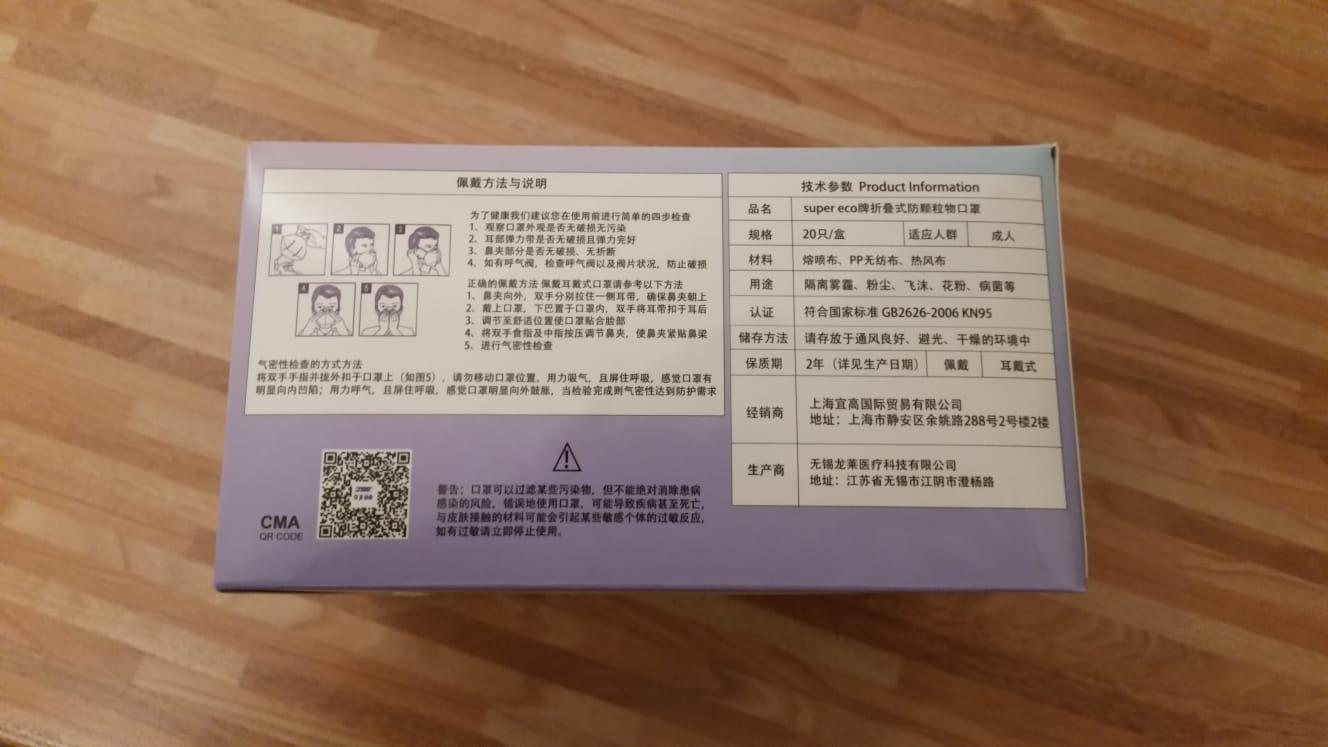 佩戴方法与说明
1
2
3
4
5
为了健康我们建议您在使用前进行简单的四步检查
1、观察口罩外观是否无破损无污染
2、耳部弹力带是否无破损且弹力完好
3、鼻夹部分是否无破损、无折断
4、如有呼气阀，检查呼气阀以及阀片状况，防止破损
正确的佩戴方法 佩戴耳戴式口罩请参考以下方法
1、鼻夹向外，双手分别拉住一侧耳带，确保鼻夹朝上
2、戴上口罩，下巴置于口罩内，双手将耳带扣于耳后
3、调节至舒适位置使口罩贴合脸部
4、将双手食指及中指按压调节鼻夹，使鼻夹紧贴鼻梁
5、进行气密性检查
气密性检查的方式方法
将双手手指并拢外扣于口罩上（如图5），请勿移动口罩位置。用力吸气，且屏住呼吸，感觉口罩有
明显向内凹陷；用力呼气，且屏住呼吸，感觉口罩明显向外鼓胀，当检验完成则气密性达到防护需求
CMA
QR CODE
警告：口罩可以过滤某些污染物，但不能绝对消除患病
感染的风险，错误地使用口罩，可能导致疾病甚至死亡，
与皮肤接触的材料可能会引起某些敏感个体的过敏反应，
如有过敏请立即停止使用。
技术参数 Product Information
品名 super eco牌折叠式防颗粒物口罩
规格 20只/盒 适应人群 成人
材料 熔喷布、PP无纺布、热风布
用途 隔离雾霾、粉尘、飞沫、花粉、病菌等
认证 符合国家标准 GB2626-2006 KN95
储存方法 请存放于通风良好、避光、干燥的环境中
保质期 2年（详见生产日期） 佩戴 耳戴式
经销商 上海宜高国际贸易有限公司
地址：上海市静安区余姚路288号2号楼2楼
生产商 无锡龙莱医疗科技有限公司
地址：江苏省无锡市江阴市澄杨路